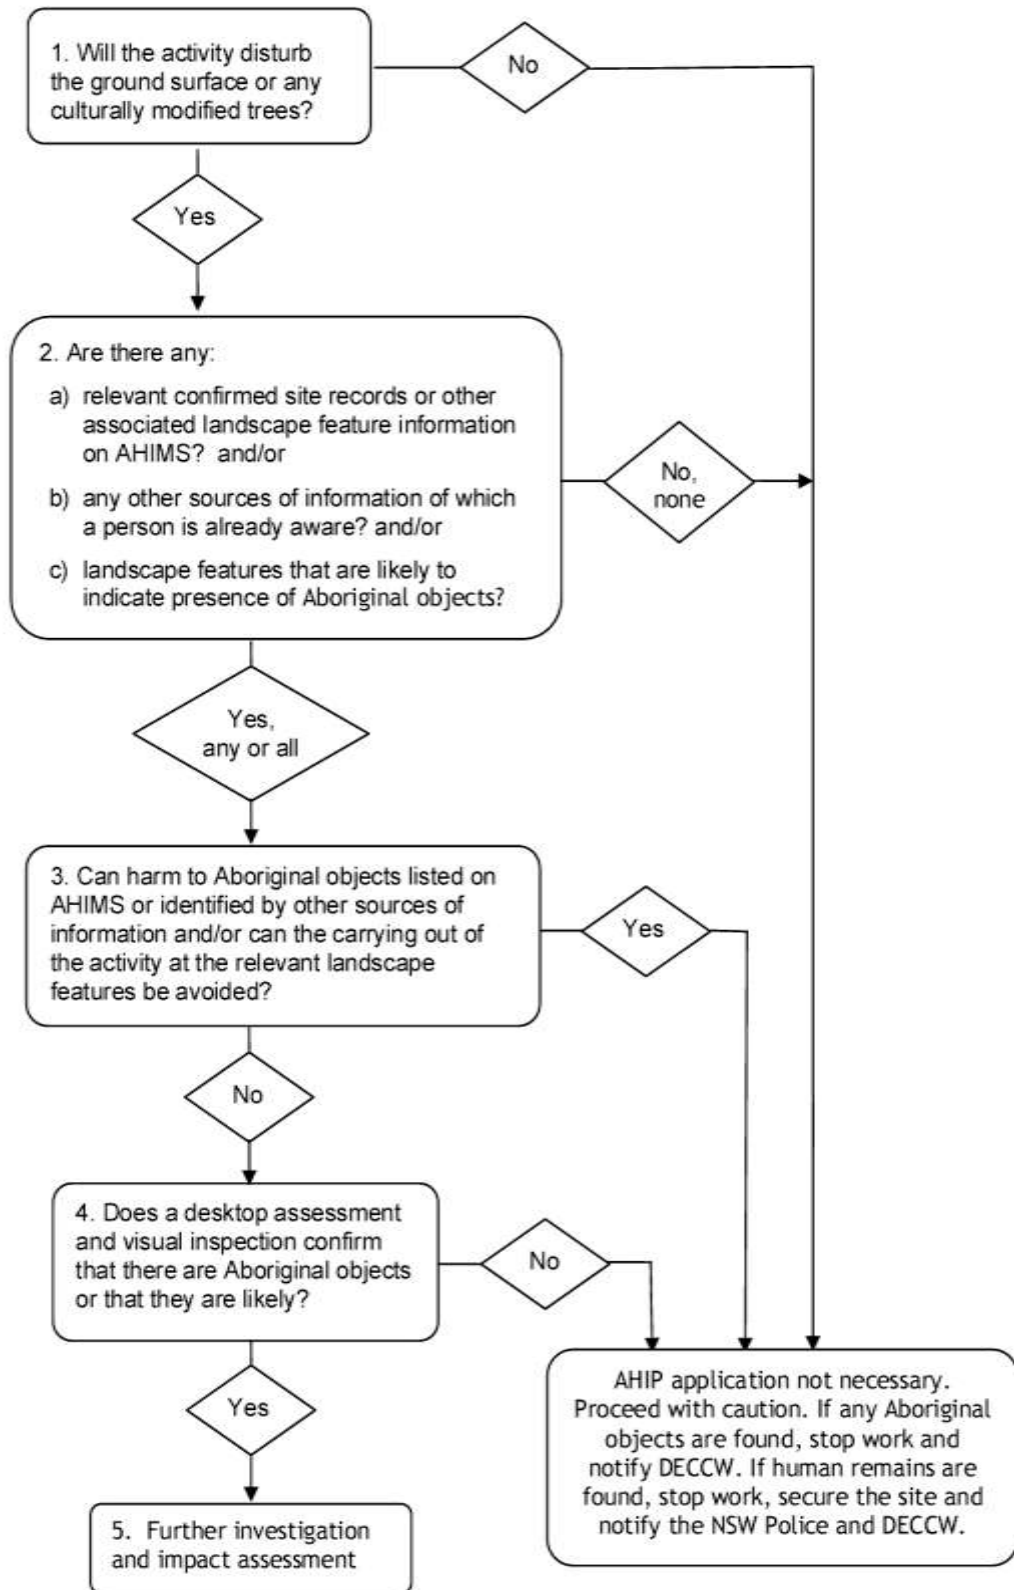 1. Will the activity disturb
the ground surface or any
culturally modified trees?
No
Yes
2. Are there any:
a) relevant confirmed site records or other
associated landscape feature information
on AHIMS? and/or
b) any other sources of information of which
a person is already aware? and/or
c) landscape features that are likely to
indicate presence of Aboriginal objects?
No,
none
Yes,
any or all
3. Can harm to Aboriginal objects listed on
AHIMS or identified by other sources of
information and/or can the carrying out of
the activity at the relevant landscape
features be avoided?
Yes
No
4. Does a desktop assessment
and visual inspection confirm
that there are Aboriginal objects
or that they are likely?
No
Yes
AHIP application not necessary.
Proceed with caution. If any Aboriginal
objects are found, stop work and
notify DECCW. If human remains are
found, stop work, secure the site and
notify the NSW Police and DECCW.
5. Further investigation
and impact assessment